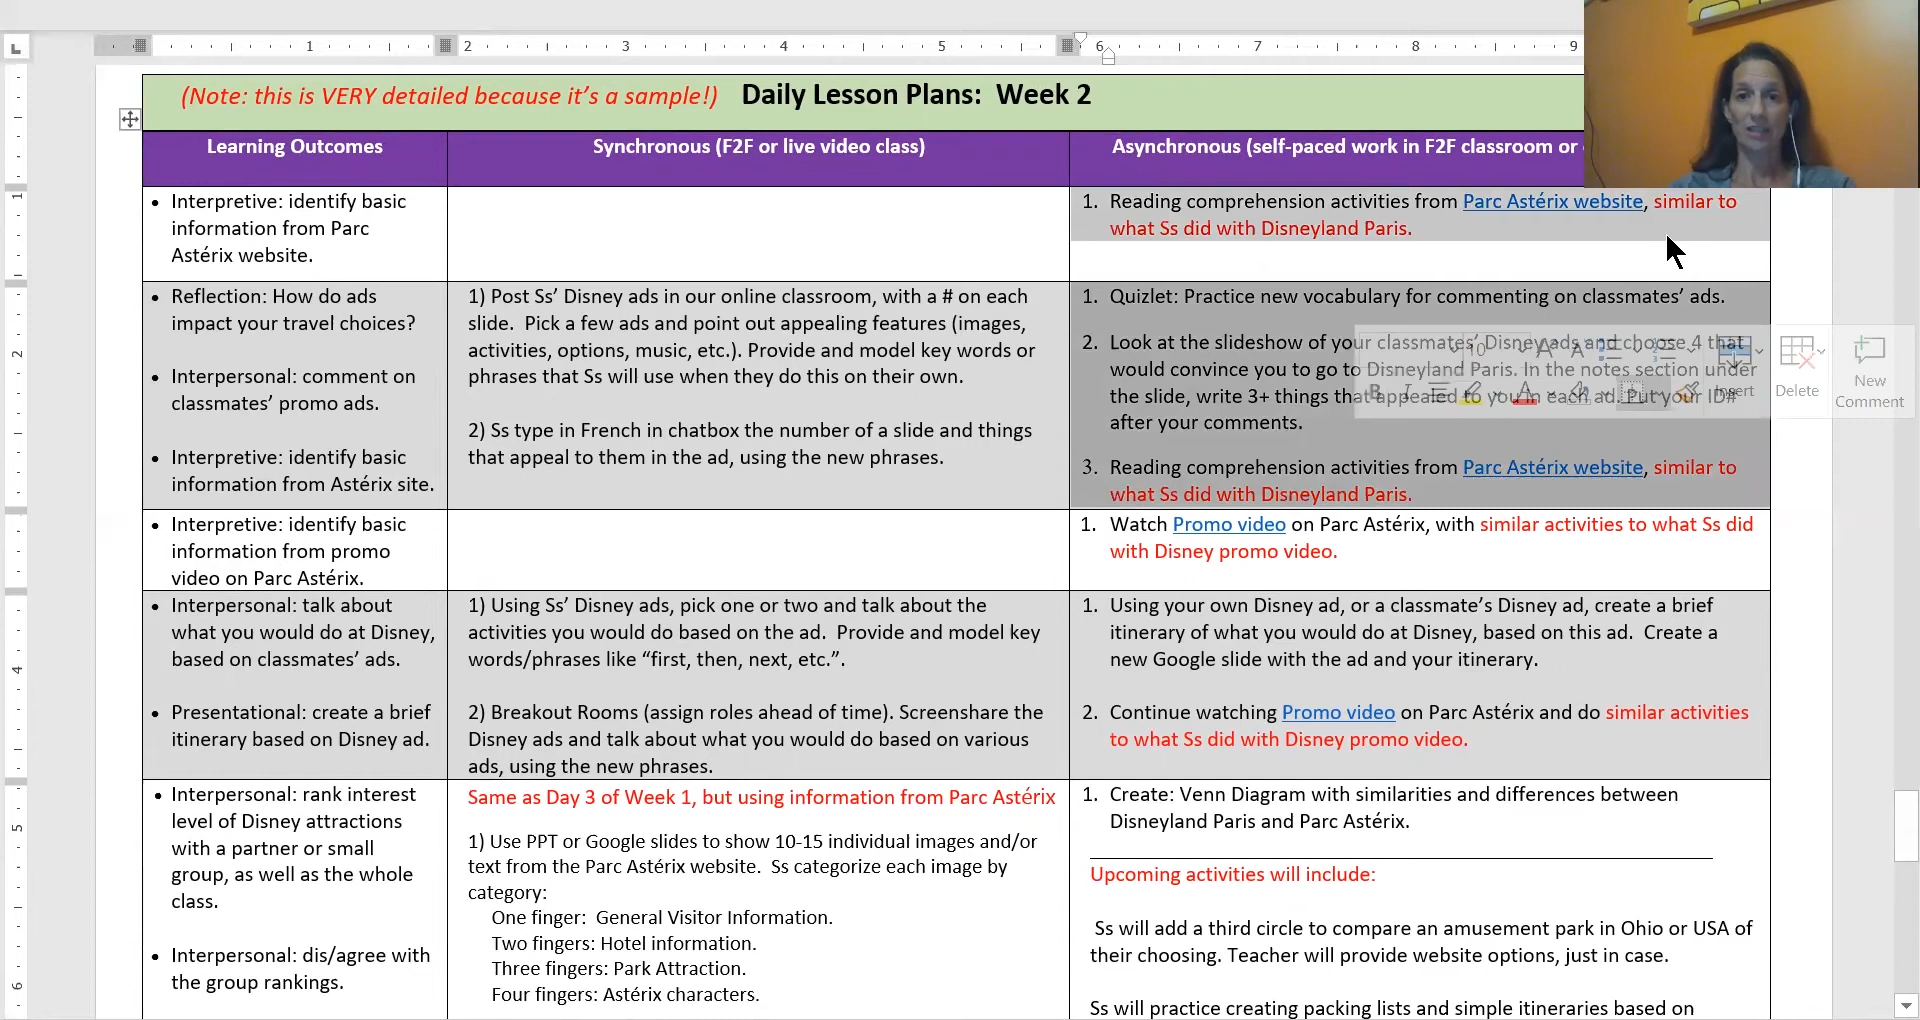 1 2 3 4 5 6 7 8 9
(Note: this is VERY detailed because it's a sample!) Daily Lesson Plans: Week 2
Learning Outcomes
Synchronous (F2F or live video class)
Asynchronous (self-paced work in F2F classroom or
• Interpretive: identify basic
information from Parc
Astérix website.
1. Reading comprehension activities from Parc Astérix website, similar to
what Ss did with Disneyland Paris.
• Reflection: How do ads
impact your travel choices?
• Interpersonal: comment on
classmates' promo ads.
• Interpretive: identify basic
information from Astérix site.
1) Post Ss' Disney ads in our online classroom, with a # on each
slide. Pick a few ads and point out appealing features (images,
activities, options, music, etc.). Provide and model key words or
phrases that Ss will use when they do this on their own.
2) Ss type in French in chatbox the number of a slide and things
that appeal to them in the ad, using the new phrases.
1. Quizlet: Practice new vocabulary for commenting on classmates' ads.
2. Look at the slideshow of your classmates' Disney ads and choose 4 that
would convince you to go to Disneyland Paris. In the notes section under
the slide, write 3+ things that appealed to you in each ad. Put your ID#
after your comments.
3. Reading comprehension activities from Parc Astérix website, similar to
what Ss did with Disneyland Paris.
10
B I A
Insert
Delete
New
Comment
• Interpretive: identify basic
information from promo
video on Parc Astérix.
1. Watch Promo video on Parc Astérix, with similar activities to what Ss did
with Disney promo video.
• Interpersonal: talk about
what you would do at Disney,
based on classmates' ads.
• Presentational: create a brief
itinerary based on Disney ad.
1) Using Ss' Disney ads, pick one or two and talk about the
activities you would do based on the ad. Provide and model key
words/phrases like "first, then, next, etc.".
2) Breakout Rooms (assign roles ahead of time). Screenshare the
Disney ads and talk about what you would do based on various
ads, using the new phrases.
1. Using your own Disney ad, or a classmate's Disney ad, create a brief
itinerary of what you would do at Disney, based on this ad. Create a
new Google slide with the ad and your itinerary.
2. Continue watching Promo video on Parc Astérix and do similar activities
to what Ss did with Disney promo video.
• Interpersonal: rank interest
level of Disney attractions
with a partner or small
group, as well as the whole
class.
• Interpersonal: dis/agree with
the group rankings.
Same as Day 3 of Week 1, but using information from Parc Astérix
1) Use PPT or Google slides to show 10-15 individual images and/or
text from the Parc Astérix website. Ss categorize each image by
category:
One finger: General Visitor Information.
Two fingers: Hotel information.
Three fingers: Park Attraction.
Four fingers: Astérix characters.
1. Create: Venn Diagram with similarities and differences between
Disneyland Paris and Parc Astérix.
Upcoming activities will include:
Ss will add a third circle to compare an amusement park in Ohio or USA of
their choosing. Teacher will provide website options, just in case.
Ss will practice creating packing lists and simple itineraries based on
1
2
4
5
6